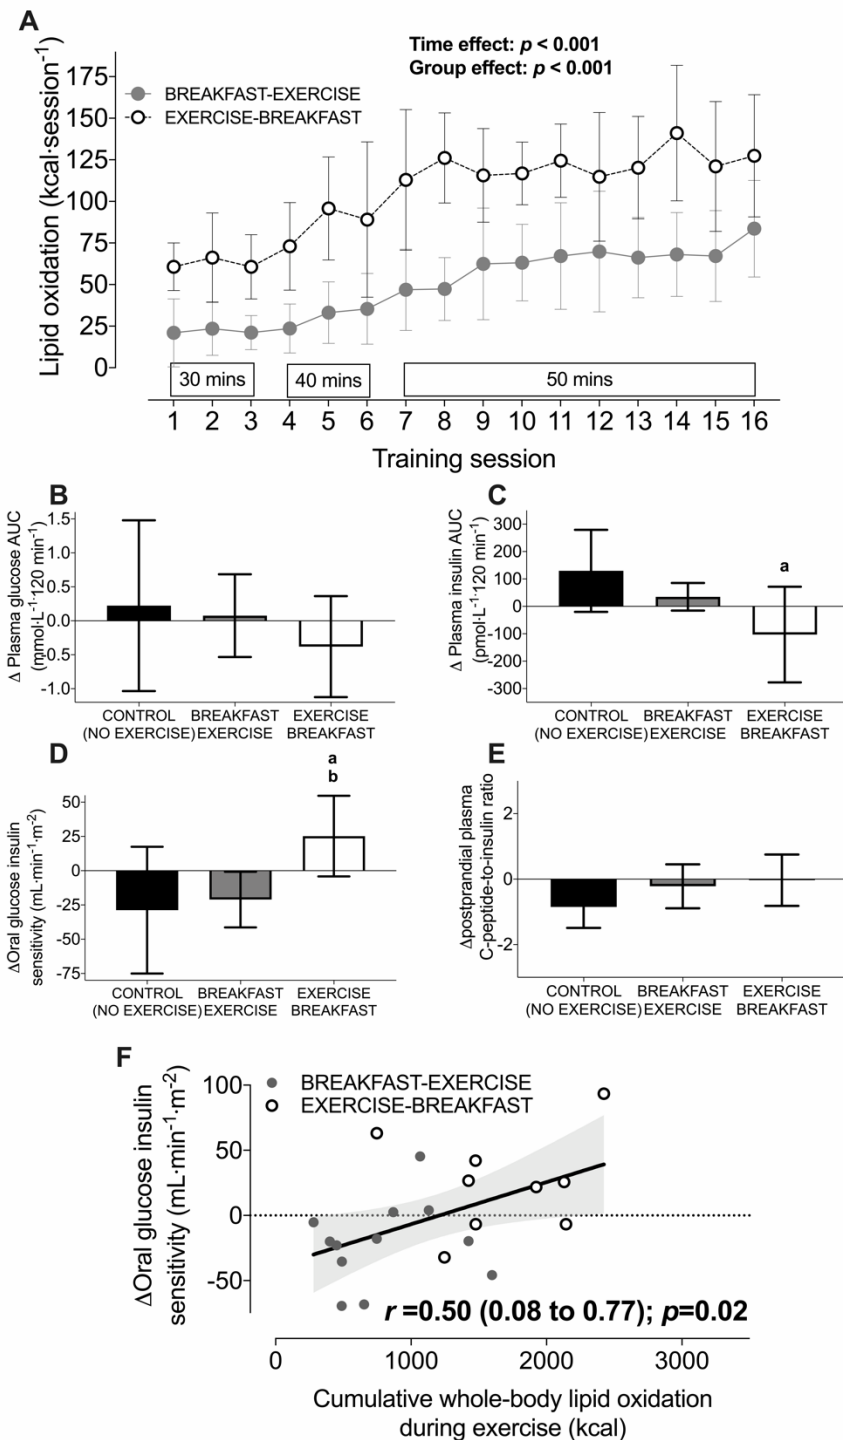 A
Time effect: p < 0.001
Group effect: p < 0.001
BREAKFAST-EXERCISE
EXERCISE-BREAKFAST
Lipid oxidation (kcal·session⁻¹)
175
150
125
100
75
50
25
0
30 mins
40 mins
50 mins
1 2 3 4 5 6 7 8 9 10 11 12 13 14 15 16
Training session
B
Δ Plasma glucose AUC
(mmol·L⁻¹·120 min⁻¹)
1.5
1.0
0.5
0.0
-0.5
-1.0
CONTROL
(NO EXERCISE)
BREAKFAST
EXERCISE
EXERCISE
BREAKFAST
C
Δ Plasma insulin AUC
(pmol·L⁻¹·120 min⁻¹)
300
200
100
0
-100
-200
-300
a
CONTROL
(NO EXERCISE)
BREAKFAST
EXERCISE
EXERCISE
BREAKFAST
D
ΔOral glucose insulin
sensitivity (mL·min⁻¹·m⁻²)
50
25
0
-25
-50
-75
a
b
CONTROL
(NO EXERCISE)
BREAKFAST
EXERCISE
EXERCISE
BREAKFAST
E
Δpostprandial plasma
C-peptide-to-insulin ratio
2
0
-2
CONTROL
(NO EXERCISE)
BREAKFAST
EXERCISE
EXERCISE
BREAKFAST
F
BREAKFAST-EXERCISE
EXERCISE-BREAKFAST
ΔOral glucose insulin
sensitivity (mL·min⁻¹·m⁻²)
100
50
0
-50
r =0.50 (0.08 to 0.77); p=0.02
0 1000 2000 3000
Cumulative whole-body lipid oxidation
during exercise (kcal)